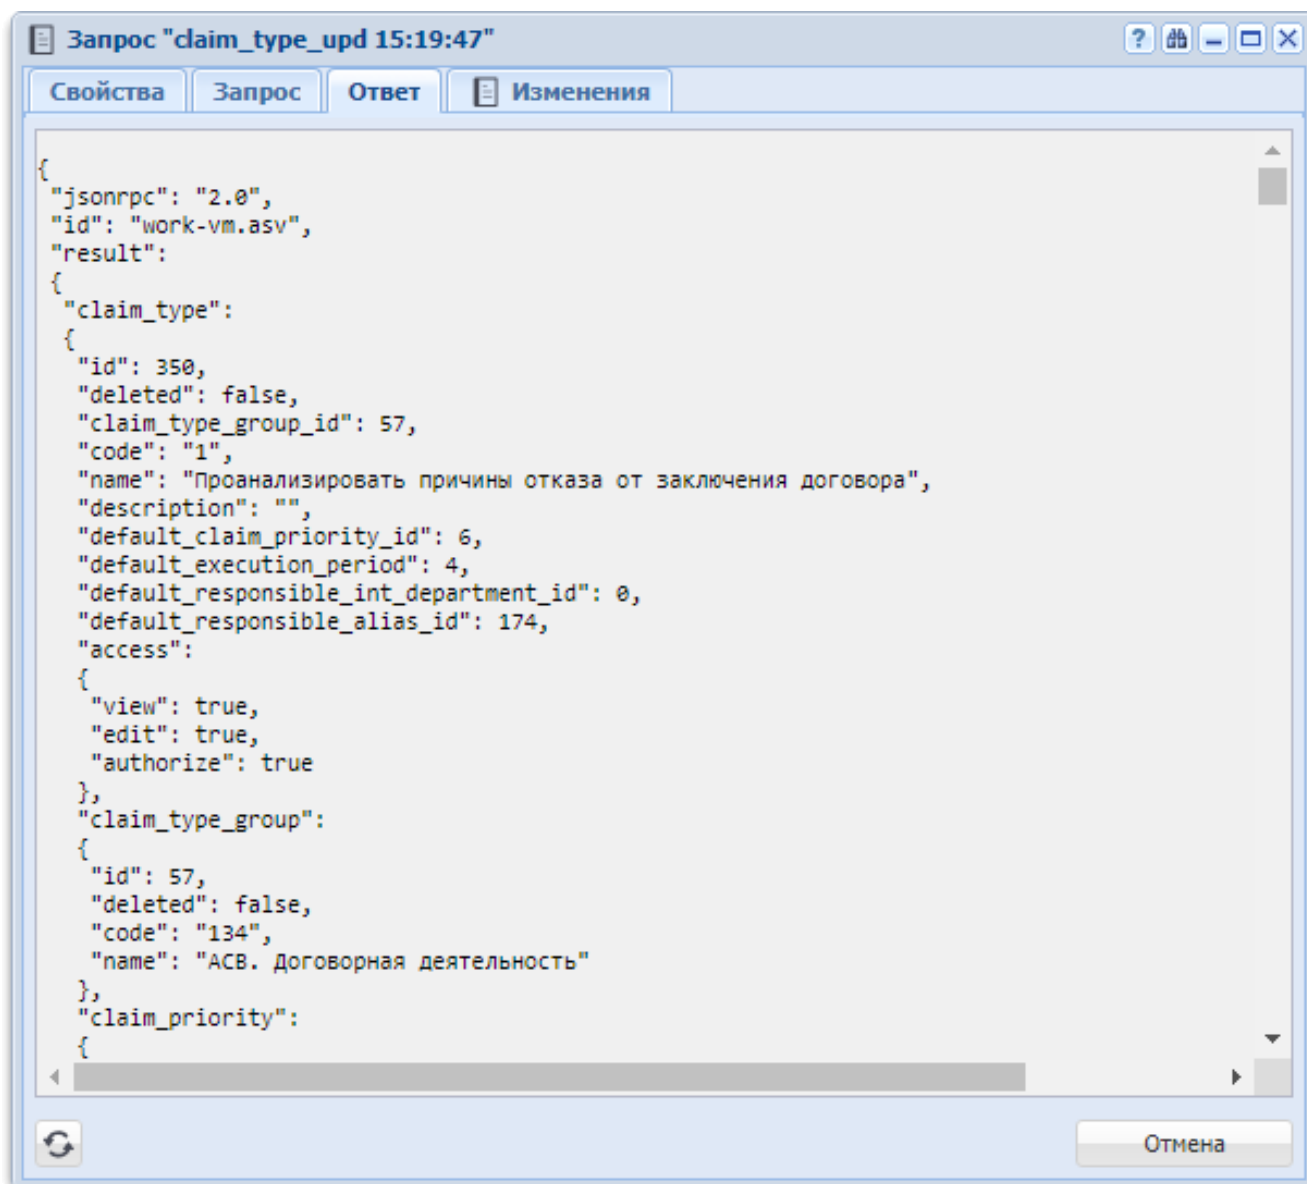 Запрос "claim_type_upd 15:19:47"
Свойства Запрос Ответ Изменения
{
"jsonrpc": "2.0",
"id": "work-vm.asv",
"result":
{
"claim_type":
{
"id": 350,
"deleted": false,
"claim_type_group_id": 57,
"code": "1",
"name": "Проанализировать причины отказа от заключения договора",
"description": "",
"default_claim_priority_id": 6,
"default_execution_period": 4,
"default_responsible_int_department_id": 0,
"default_responsible_alias_id": 174,
"access":
{
"view": true,
"edit": true,
"authorize": true
},
"claim_type_group":
{
"id": 57,
"deleted": false,
"code": "134",
"name": "АСВ. Договорная деятельность"
},
"claim_priority":
{
Отмена